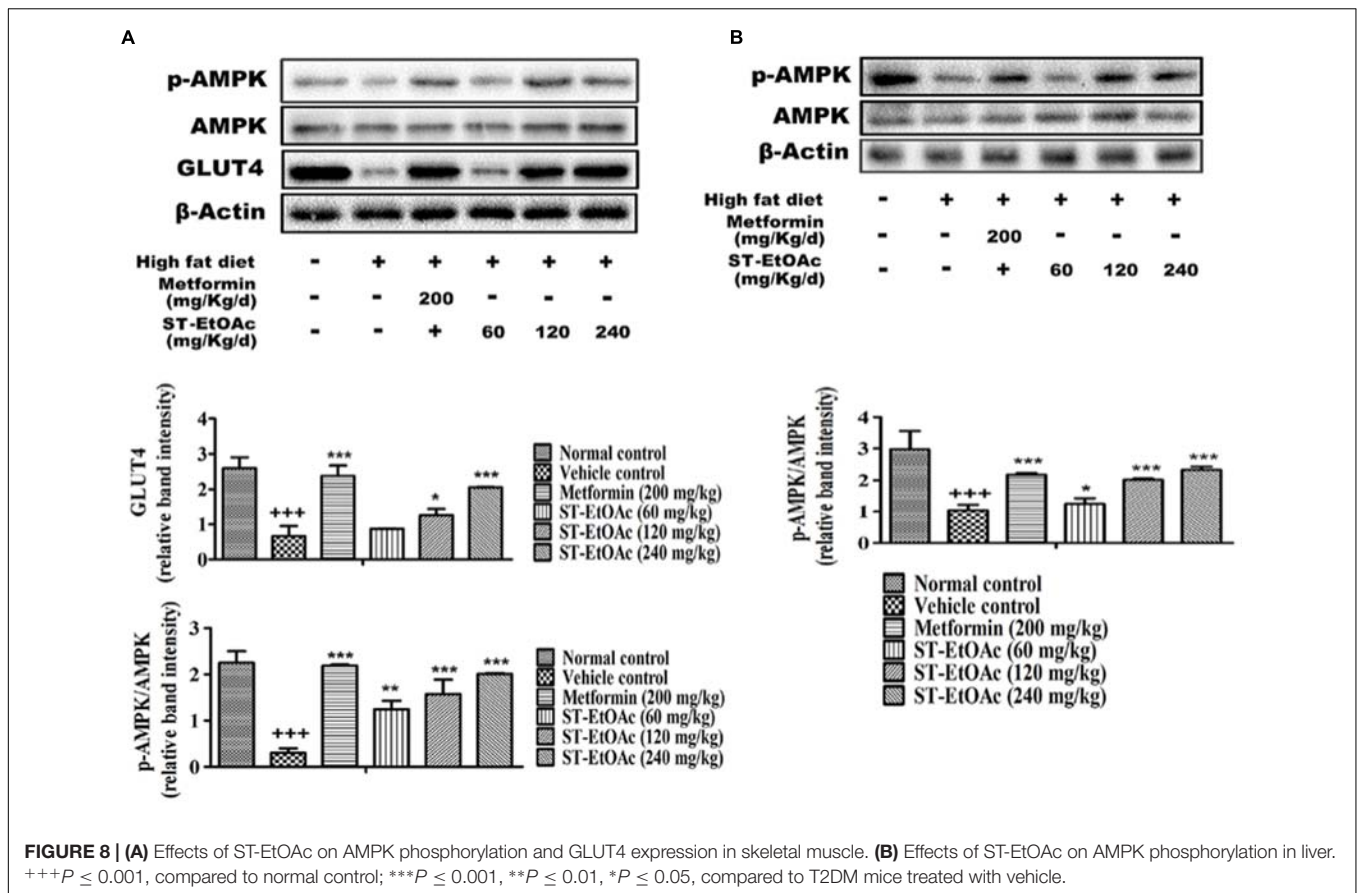 A
p-AMPK
AMPK
GLUT4
β-Actin
High fat diet - + + + + +
Metformin (mg/Kg/d) - - 200 - - -
ST-EtOAc (mg/Kg/d) - - + 60 120 240
B
p-AMPK
AMPK
β-Actin
High fat diet - + + + + +
Metformin (mg/Kg/d) - - 200 - - -
ST-EtOAc (mg/Kg/d) - - + 60 120 240
GLUT4
(relative band intensity)
4
3
2
1
0
+++
***
*
***
Normal control
Vehicle control
Metformin (200 mg/kg)
ST-EtOAc (60 mg/kg)
ST-EtOAc (120 mg/kg)
ST-EtOAc (240 mg/kg)
p-AMPK/AMPK
(relative band intensity)
3
2
1
0
+++
***
**
***
***
Normal control
Vehicle control
Metformin (200 mg/kg)
ST-EtOAc (60 mg/kg)
ST-EtOAc (120 mg/kg)
ST-EtOAc (240 mg/kg)
p-AMPK/AMPK
(relative band intensity)
4
3
2
1
0
+++
***
*
***
***
Normal control
Vehicle control
Metformin (200 mg/kg)
ST-EtOAc (60 mg/kg)
ST-EtOAc (120 mg/kg)
ST-EtOAc (240 mg/kg)
FIGURE 8 | (A) Effects of ST-EtOAc on AMPK phosphorylation and GLUT4 expression in skeletal muscle. (B) Effects of ST-EtOAc on AMPK phosphorylation in liver.
+++P ≤ 0.001, compared to normal control; ***P ≤ 0.001, **P ≤ 0.01, *P ≤ 0.05, compared to T2DM mice treated with vehicle.